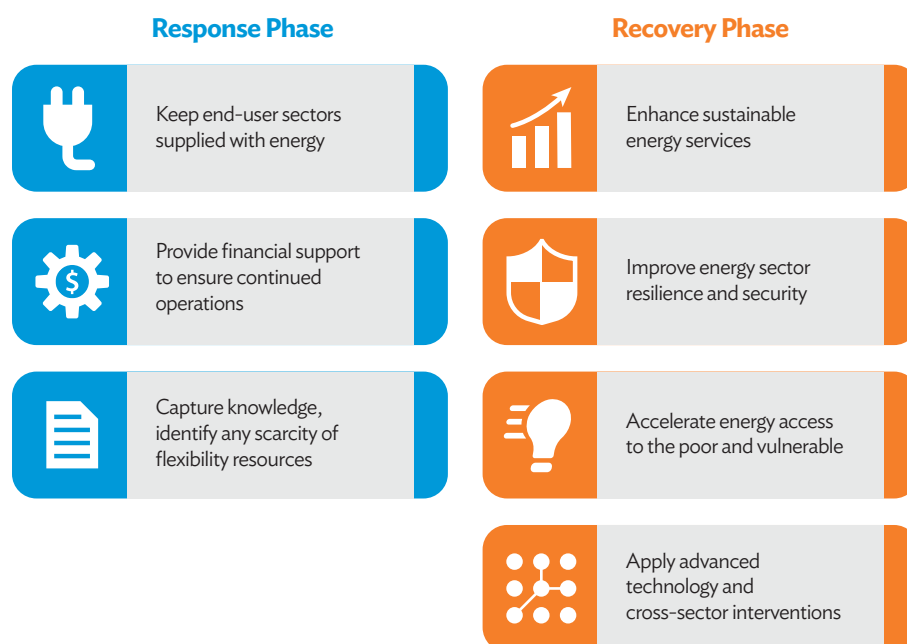 Response Phase
Keep end-user sectors
supplied with energy
$
Provide financial support
to ensure continued
operations
Capture knowledge,
identify any scarcity of
flexibility resources
Recovery Phase
Enhance sustainable
energy services
Improve energy sector
resilience and security
Accelerate energy access
to the poor and vulnerable
Apply advanced
technology and
cross-sector interventions